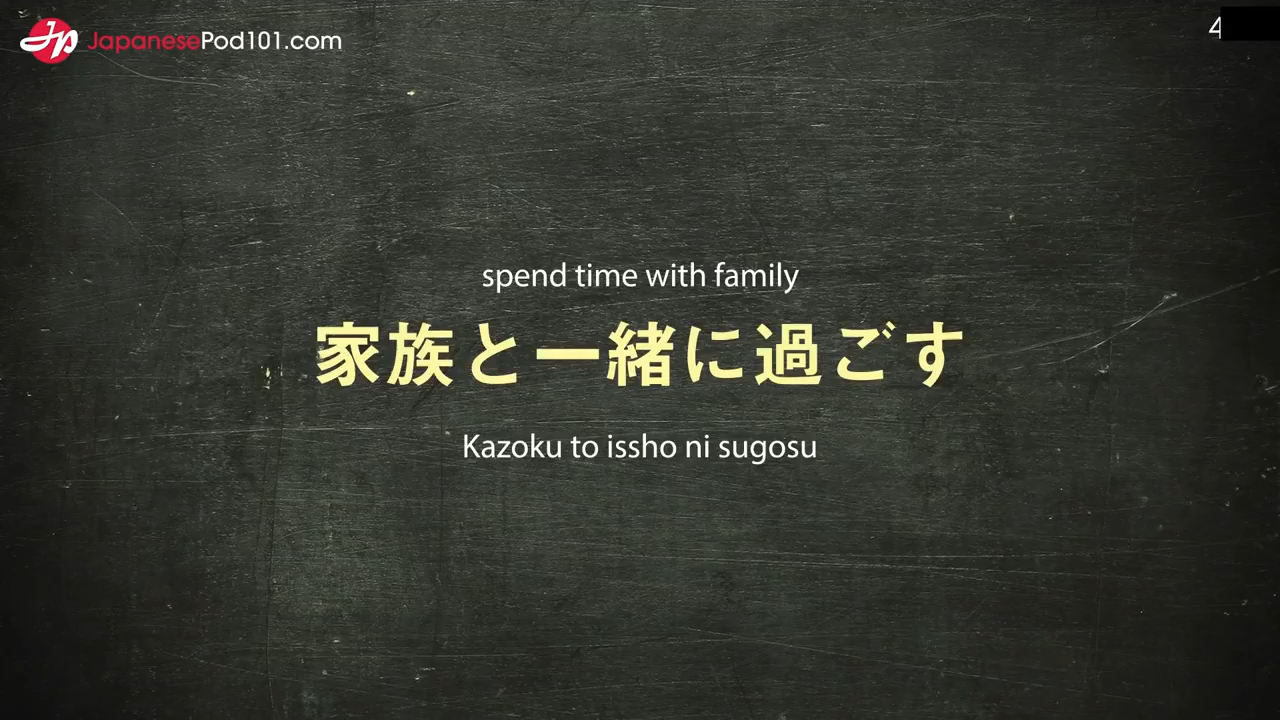 JapanesePod101.com
4
spend time with family
家族と一緒に過ごす
Kazoku to issho ni sugosu